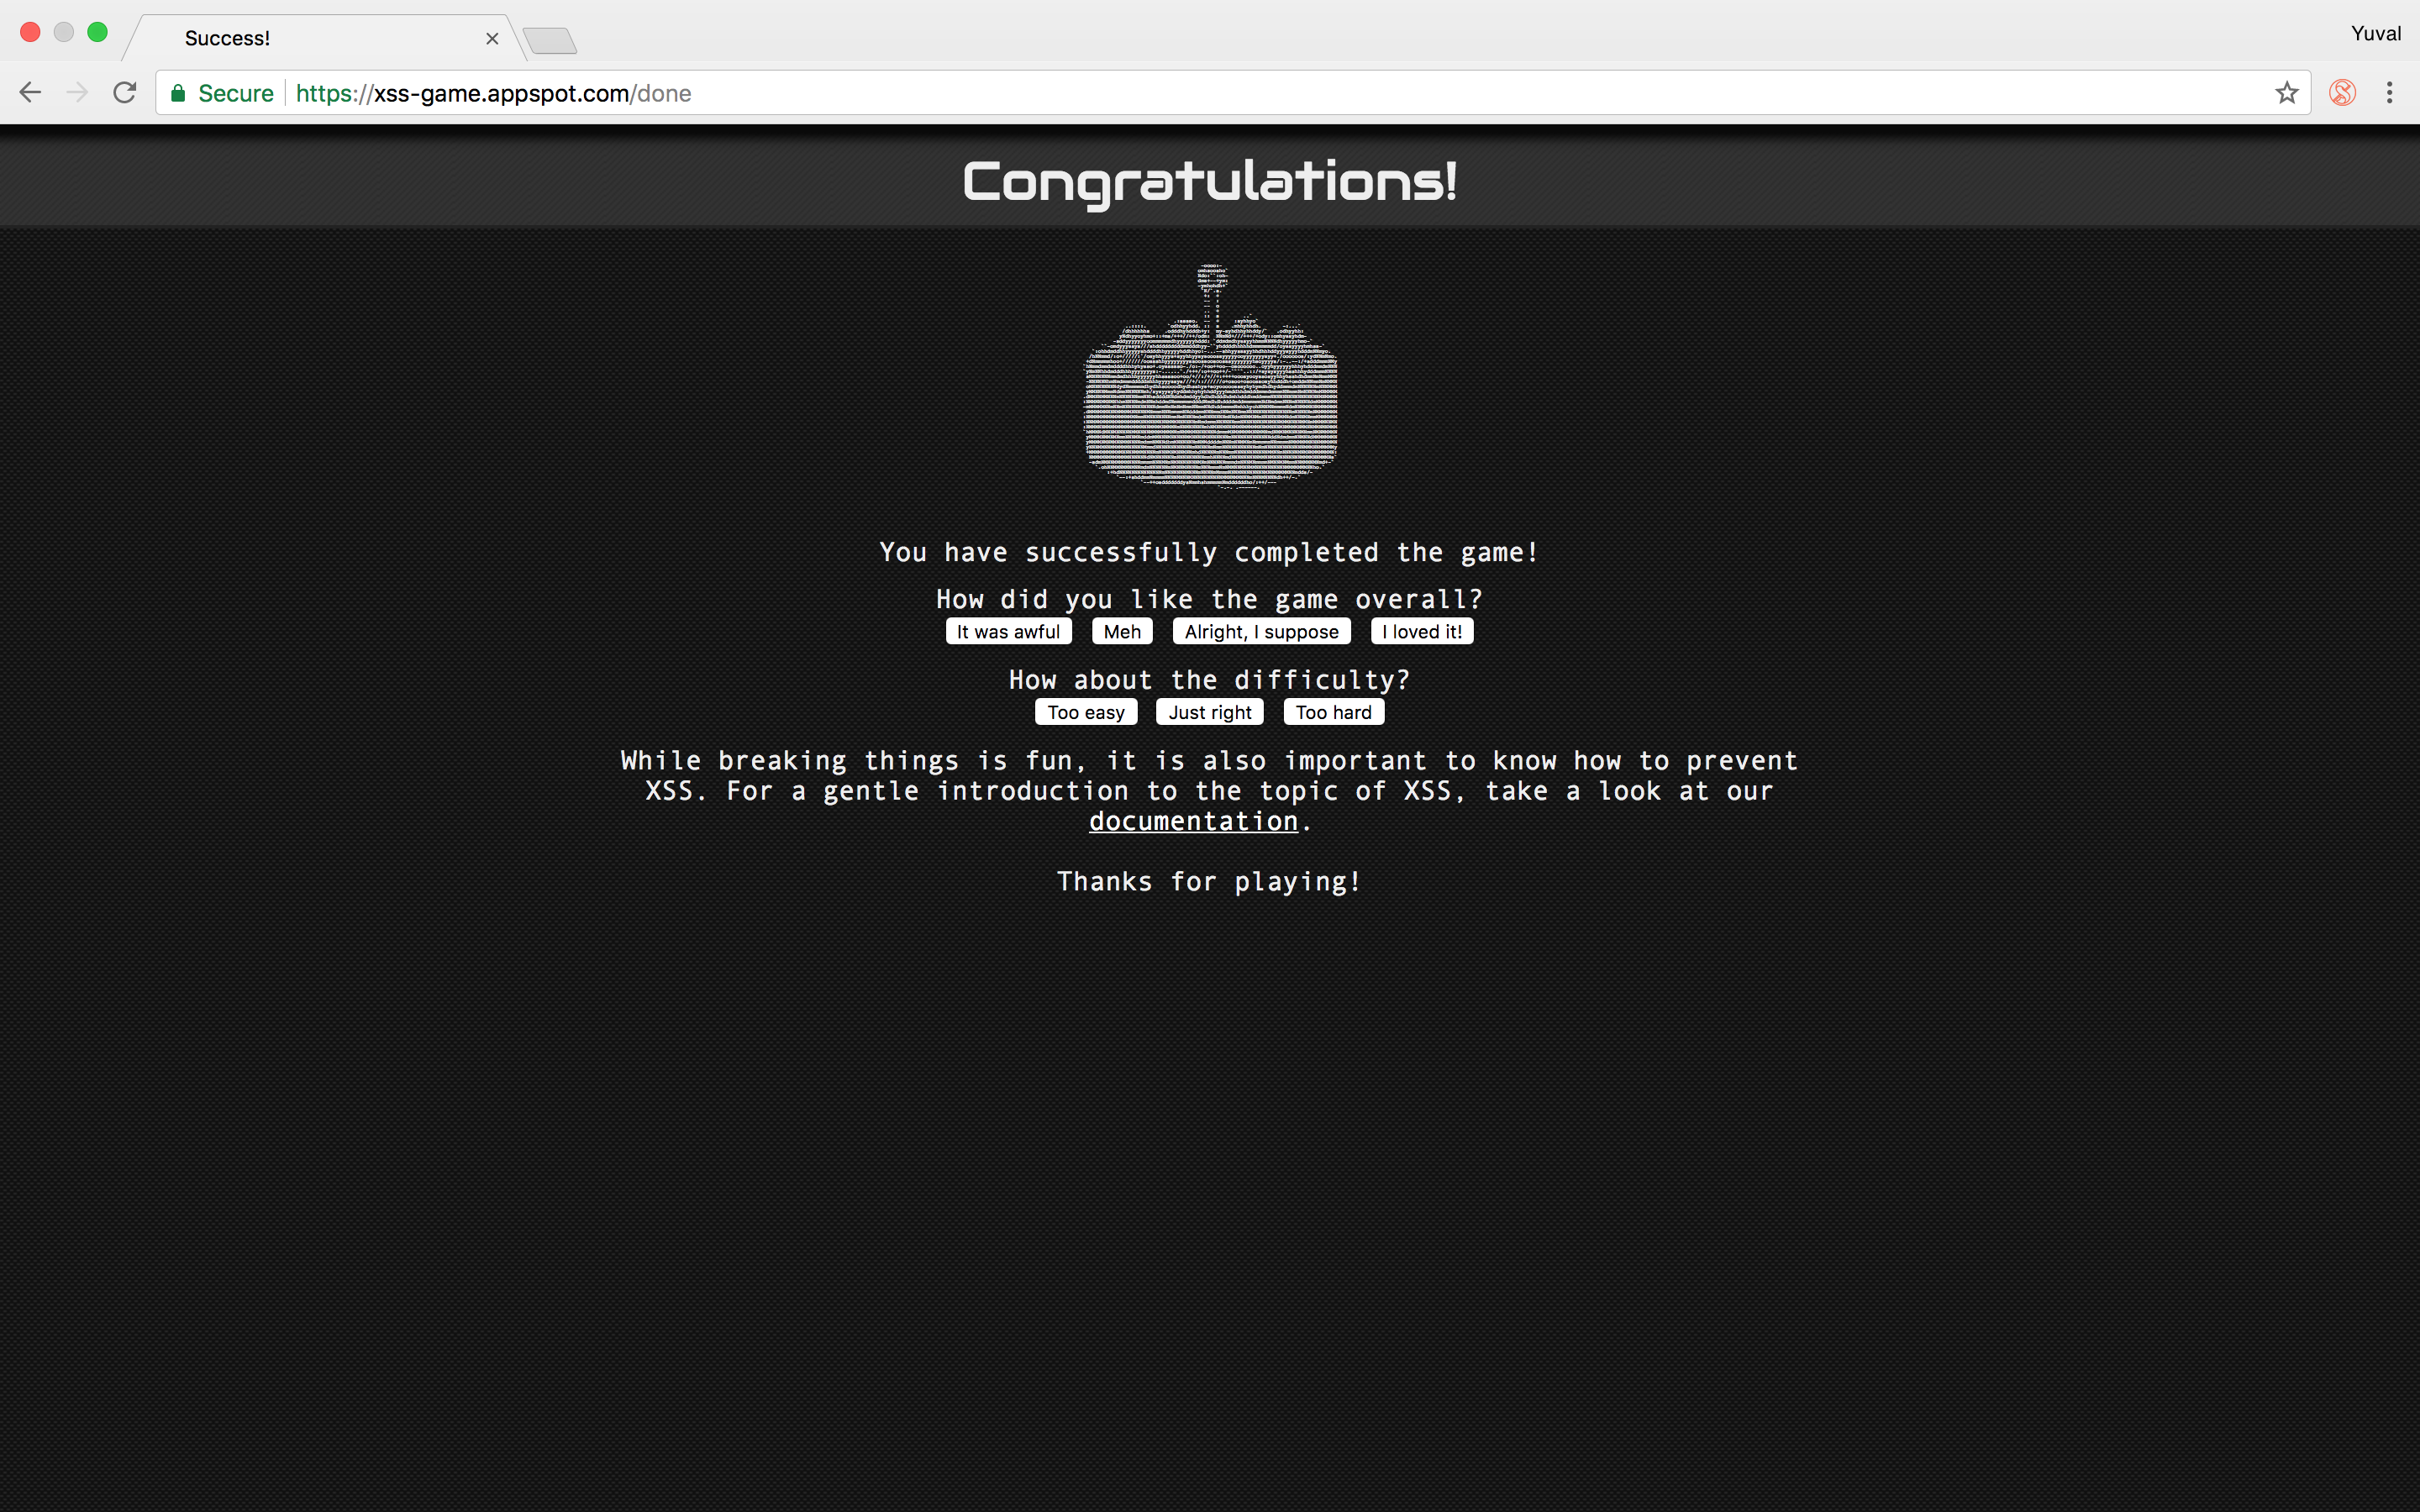 Success!
Yuval
Secure https://xss-game.appspot.com/done
Congratulations!
You have successfully completed the game!
How did you like the game overall?
It was awful Meh Alright, I suppose I loved it!
How about the difficulty?
Too easy Just right Too hard
While breaking things is fun, it is also important to know how to prevent
XSS. For a gentle introduction to the topic of XSS, take a look at our
documentation.
Thanks for playing!